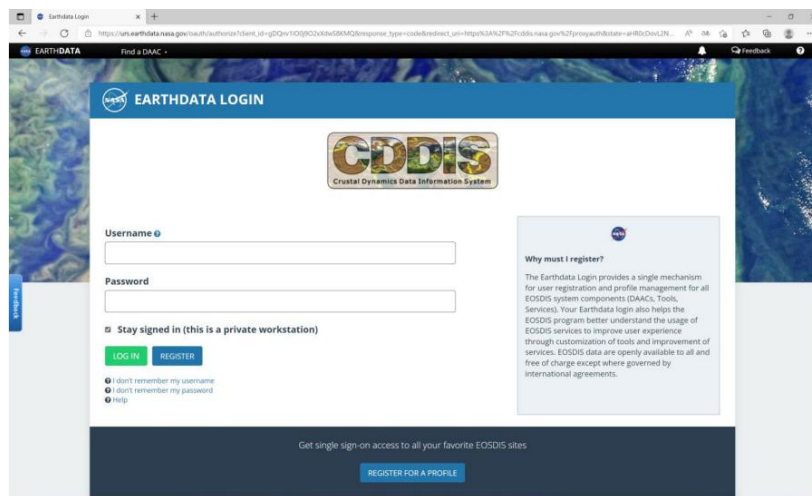 Earthdata Login
EARTHDATA
Find a DAAC
Feedback
EARTHDATA LOGIN
CDDIS
Crustal Dynamics Data Information System
Username
Password
Stay signed in (this is a private workstation)
LOG IN
REGISTER
I don't remember my username
I don't remember my password
Help
Why must I register?
The Earthdata Login provides a single mechanism
for user registration and profile management for all
EOSDIS system components (DAACs, Tools,
Services). Your Earthdata login also helps the
EOSDIS program better understand the usage of
EOSDIS services to improve user experience
through customization of tools and improvement of
services. EOSDIS data are openly available to all and
free of charge except where governed by
international agreements.
Feedback
Get single sign-on access to all your favorite EOSDIS sites
REGISTER FOR A PROFILE